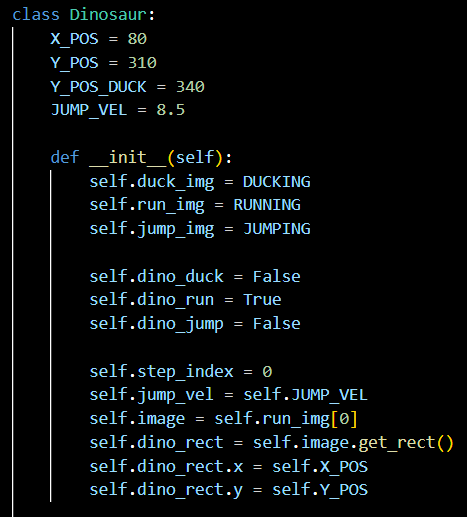 class Dinosaur:
    X_POS = 80
    Y_POS = 310
    Y_POS_DUCK = 340
    JUMP_VEL = 8.5

    def __init__(self):
        self.duck_img = DUCKING
        self.run_img = RUNNING
        self.jump_img = JUMPING

        self.dino_duck = False
        self.dino_run = True
        self.dino_jump = False

        self.step_index = 0
        self.jump_vel = self.JUMP_VEL
        self.image = self.run_img[0]
        self.dino_rect = self.image.get_rect()
        self.dino_rect.x = self.X_POS
        self.dino_rect.y = self.Y_POS